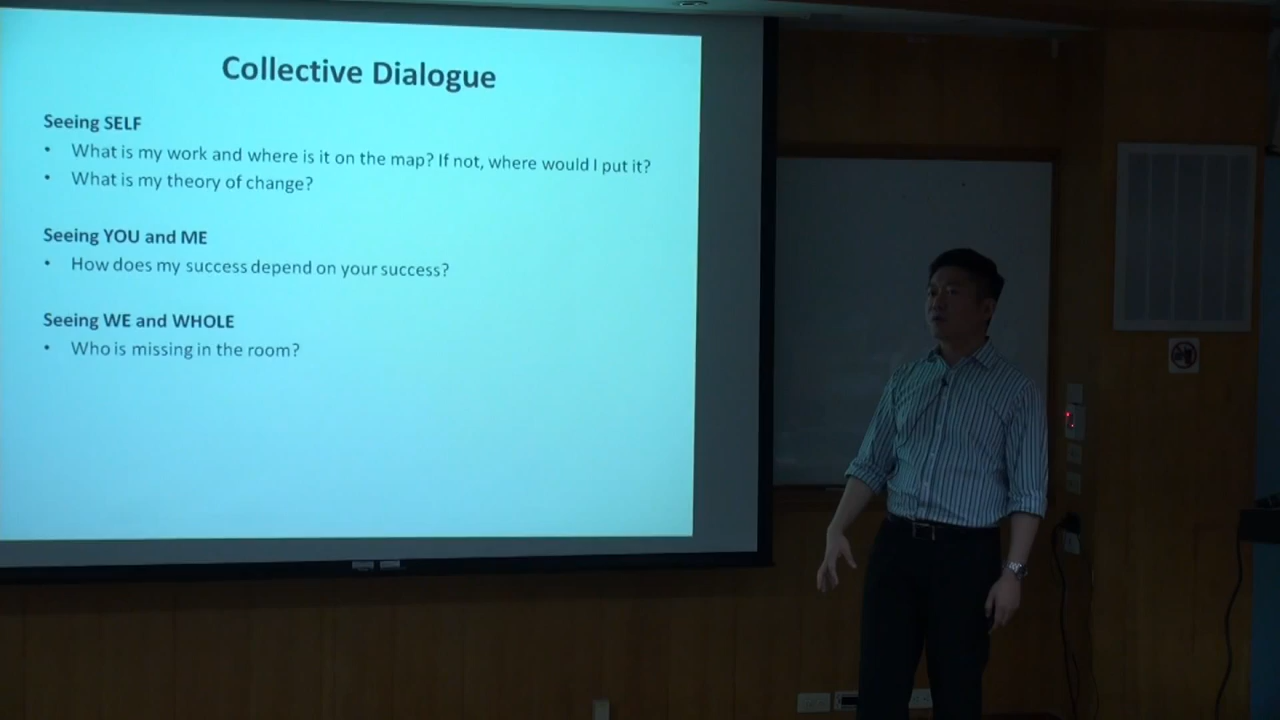 Collective Dialogue
Seeing SELF
• What is my work and where is it on the map? If not, where would I put it?
• What is my theory of change?
Seeing YOU and ME
• How does my success depend on your success?
Seeing WE and WHOLE
• Who is missing in the room?